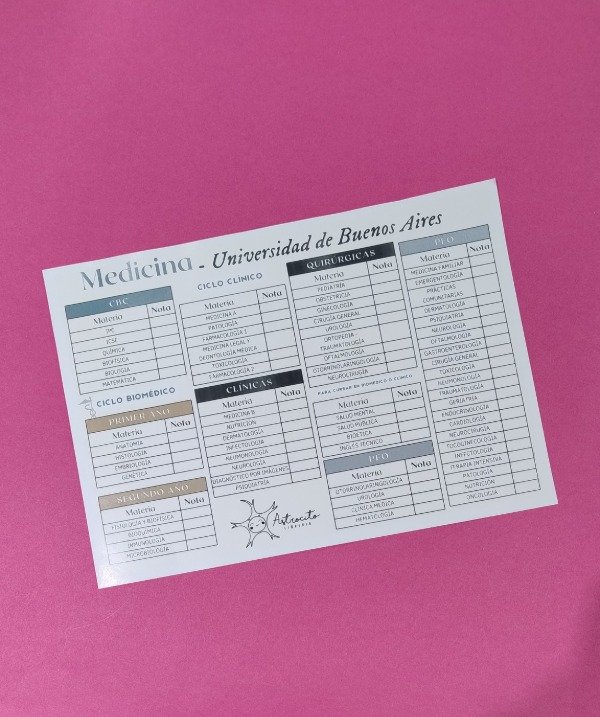 Medicina - Universidad de Buenos Aires
CBC
Materia Nota
IPC
ICSE
QUÍMICA
BIOFÍSICA
BIOLOGÍA
MATEMÁTICA
CICLO BIOMÉDICO
PRIMER AÑO
Materia Nota
ANATOMÍA
HISTOLOGÍA
EMBRIOLOGÍA
GENÉTICA
SEGUNDO AÑO
Materia Nota
FISIOLOGÍA Y BIOFÍSICA
BIOQUÍMICA
INMUNOLOGÍA
MICROBIOLOGÍA
CICLO CLÍNICO
Materia Nota
MEDICINA A
PATOLOGÍA
FARMACOLOGÍA 1
MEDICINA LEGAL Y
DEONTOLOGÍA MÉDICA
TOXICOLOGÍA
FARMACOLOGÍA 2
CLÍNICAS
Materia Nota
MEDICINA B
NUTRICIÓN
DERMATOLOGÍA
INFECTOLOGÍA
NEUMONOLOGÍA
NEUROLOGÍA
DIAGNÓSTICO POR IMÁGENES
PSIQUIATRÍA
Astrocito
LIBRERÍA
QUIRURGICAS
Materia Nota
PEDIATRÍA
OBSTETRICIA
GINECOLOGÍA
CIRUGÍA GENERAL
UROLOGÍA
ORTOPEDIA
TRAUMATOLOGÍA
OFTALMOLOGÍA
OTORRINOLARINGOLOGÍA
NEUROCIRUGÍA
PARA CURSAR EN BIOMÉDICO O CLÍNICO
Materia Nota
SALUD MENTAL
SALUD PÚBLICA
BIOÉTICA
INGLÉS TÉCNICO
PFO
Materia Nota
OTORRINOLARINGOLOGÍA
UROLOGÍA
CLÍNICA MÉDICA
HEMATOLOGÍA
PFO
Materia Nota
MEDICINA FAMILIAR
EMERGENTOLOGÍA
PRÁCTICAS
COMUNITARIAS
DERMATOLOGÍA
PSIQUIATRÍA
NEUROLOGÍA
OFTALMOLOGÍA
GASTROENTEROLOGÍA
CIRUGÍA GENERAL
TOXICOLOGÍA
NEUMONOLOGÍA
TRAUMATOLOGÍA
GERIATRÍA
ENDOCRINOLOGÍA
CARDIOLOGÍA
NEUROCIRUGÍA
TOCOGINECOLOGÍA
INFECTOLOGÍA
TERAPIA INTENSIVA
PATOLOGÍA
NUTRICIÓN
ONCOLOGÍA